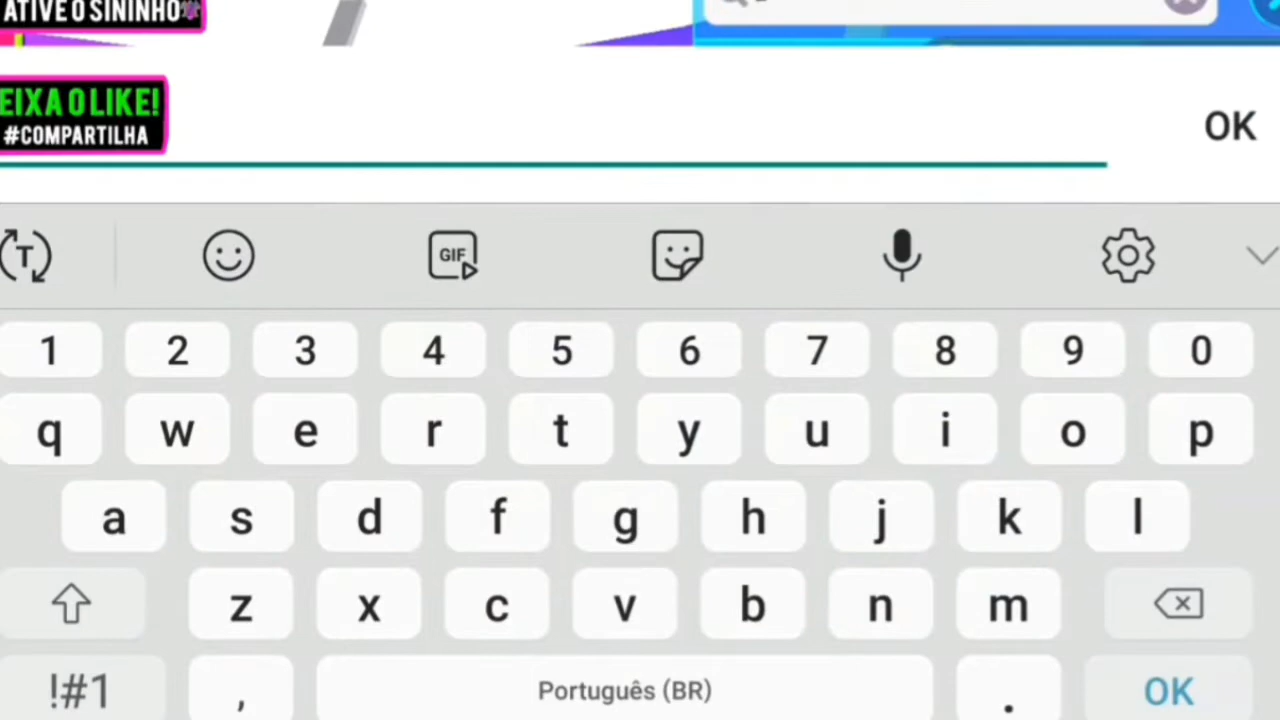 ATIVE O SININHO
EIXA O LIKE!
#COMPARTILHA
OK
T
GIF
1 2 3 4 5 6 7 8 9 0
q w e r t y u i o p
a s d f g h j k l
z x c v b n m
!#1 , Português (BR) . OK